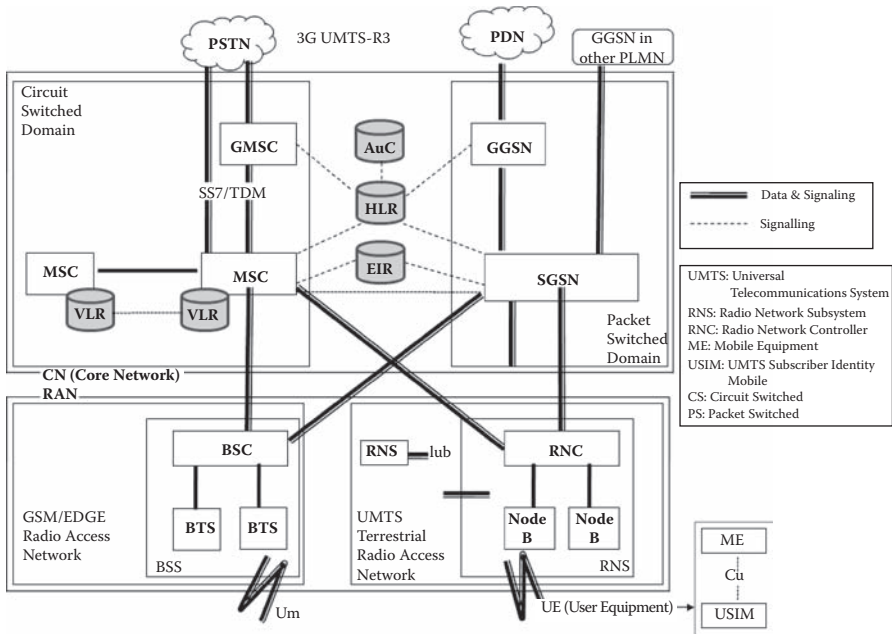 PSTN
3G UMTS-R3
PDN
GGSN in
other PLMN
Circuit
Switched
Domain
GMSC
AuC
GGSN
SS7/TDM
HLR
Data & Signaling
Signalling
MSC
MSC
EIR
SGSN
VLR
VLR
Packet
Switched
Domain
UMTS: Universal
Telecommunications System
RNS: Radio Network Subsystem
RNC: Radio Network Controller
ME: Mobile Equipment
USIM: UMTS Subscriber Identity
Mobile
CS: Circuit Switched
PS: Packet Switched
CN (Core Network)
RAN
BSC
RNS
lub
RNC
GSM/EDGE
Radio Access
Network
BTS
BTS
BSS
UMTS
Terrestrial
Radio Access
Network
Node
B
Node
B
RNS
Um
UE (User Equipment)
ME
Cu
USIM